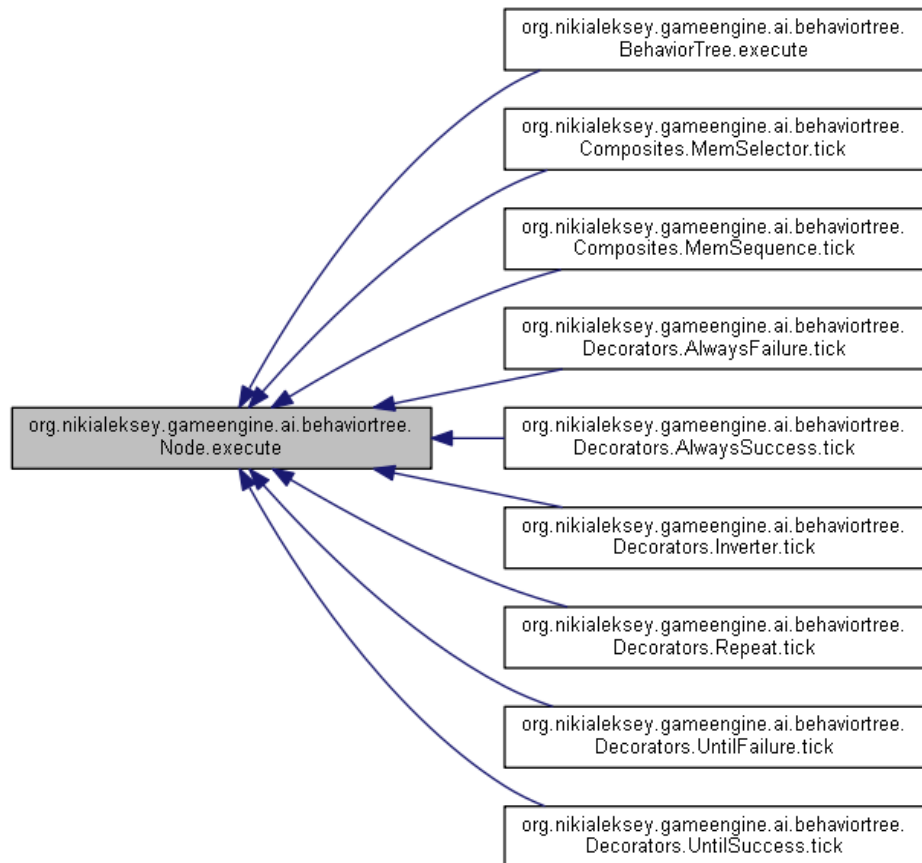 org.nikialeksey.gameengine.ai.behaviortree.
BehaviorTree.execute
org.nikialeksey.gameengine.ai.behaviortree.
Composites.MemSelector.tick
org.nikialeksey.gameengine.ai.behaviortree.
Composites.MemSequence.tick
org.nikialeksey.gameengine.ai.behaviortree.
Decorators.AlwaysFailure.tick
org.nikialeksey.gameengine.ai.behaviortree.
Node.execute
org.nikialeksey.gameengine.ai.behaviortree.
Decorators.AlwaysSuccess.tick
org.nikialeksey.gameengine.ai.behaviortree.
Decorators.Inverter.tick
org.nikialeksey.gameengine.ai.behaviortree.
Decorators.Repeat.tick
org.nikialeksey.gameengine.ai.behaviortree.
Decorators.UntilFailure.tick
org.nikialeksey.gameengine.ai.behaviortree.
Decorators.UntilSuccess.tick